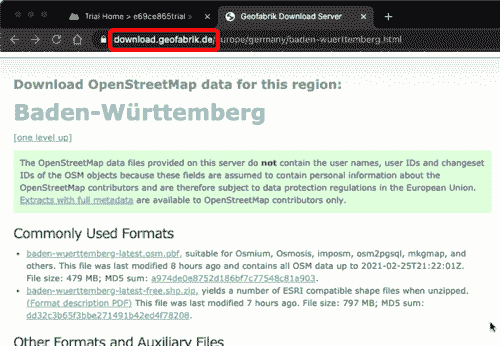 Trial Home > e69ce865trial >
Geofabrik Download Server
download.geofabrik.de/europe/germany/baden-wuerttemberg.html
Download OpenStreetMap data for this region:
Baden-Württemberg
[one level up]
The OpenStreetMap data files provided on this server do not contain the user names, user IDs and changeset
IDs of the OSM objects because these fields are assumed to contain personal information about the
OpenStreetMap contributors and are therefore subject to data protection regulations in the European Union.
Extracts with full metadata are available to OpenStreetMap contributors only.
Commonly Used Formats
• baden-wuerttemberg-latest.osm.pbf, suitable for Osmium, Osmosis, imposm, osm2pgsql, mkgmap, and
others. This file was last modified 8 hours ago and contains all OSM data up to 2021-02-25T21:22:01Z.
File size: 479 MB; MD5 sum: a974de0e8752d186bf7c77548c81a903.
• baden-wuerttemberg-latest-free.shp.zip, yields a number of ESRI compatible shape files when unzipped.
(Format description PDF) This file was last modified 7 hours ago. File size: 797 MB; MD5 sum:
dd32c3b65f3bbe271491b42ed4f78208.
Other Formats and Auxiliary Files